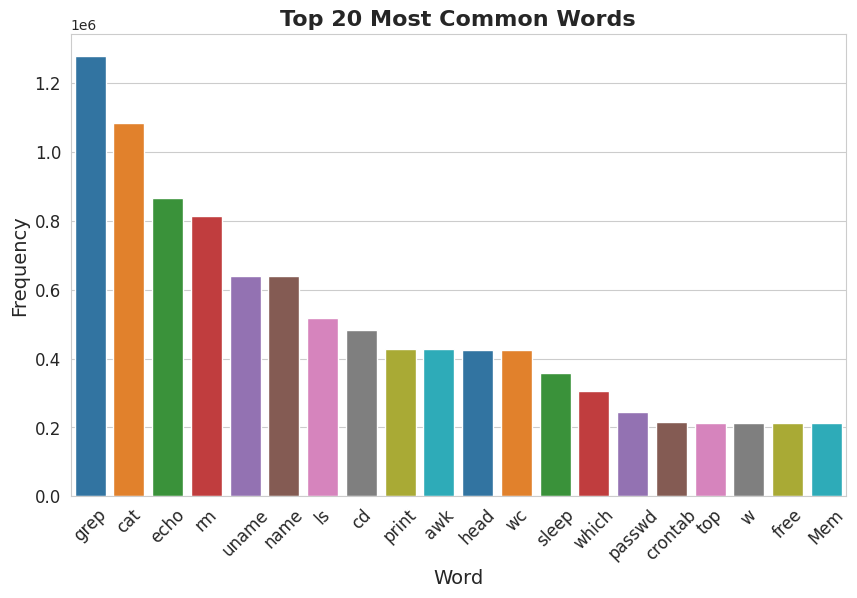 Top 20 Most Common Words
1e6
1.2
1.0
0.8
0.6
0.4
0.2
0.0
Frequency
grep
cat
echo
rm
uname
name
ls
cd
print
awk
head
wc
sleep
which
passwd
crontab
top
w
free
Mem
Word